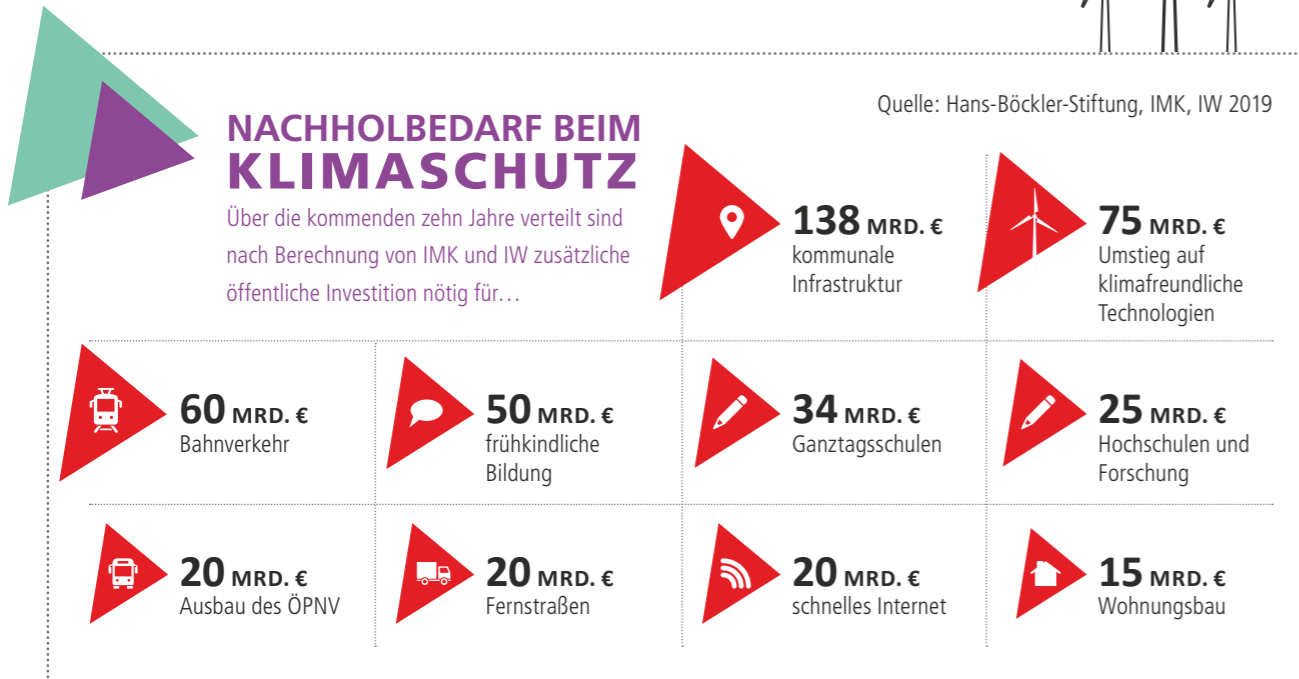 Quelle: Hans-Böckler-Stiftung, IMK, IW 2019
NACHHOLBEDARF BEIM
KLIMASCHUTZ
Über die kommenden zehn Jahre verteilt sind
nach Berechnung von IMK und IW zusätzliche
öffentliche Investition nötig für…
138 MRD. €
kommunale
Infrastruktur
75 MRD. €
Umstieg auf
klimafreundliche
Technologien
60 MRD. €
Bahnverkehr
50 MRD. €
frühkindliche
Bildung
34 MRD. €
Ganztagsschulen
25 MRD. €
Hochschulen und
Forschung
20 MRD. €
Ausbau des ÖPNV
20 MRD. €
Fernstraßen
20 MRD. €
schnelles Internet
15 MRD. €
Wohnungsbau